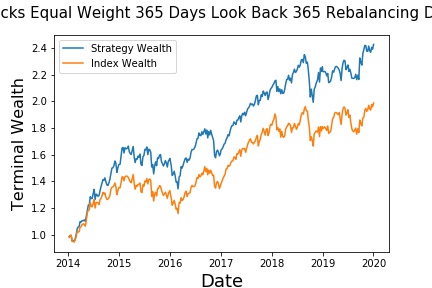 cks Equal Weight 365 Days Look Back 365 Rebalancing D
Strategy Wealth
Index Wealth
Terminal Wealth
2.4
2.2
2.0
1.8
1.6
1.4
1.2
1.0
2014 2015 2016 2017 2018 2019 2020
Date